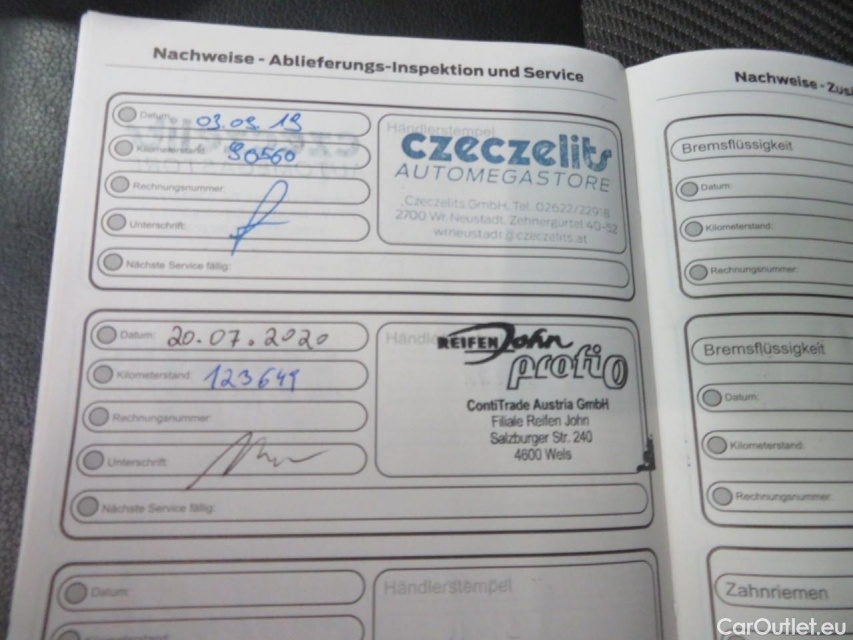 Nachweise - Ablieferungs-Inspektion und Service
Datum: 03.09.19
Kilometerstand: 90560
Rechnungsnummer:
Unterschrift:
Nächste Service fällig:
Händlerstempel
czeczelits
AUTOMEGASTORE
Czeczelits GmbH, Tel. 02622/22918
2700 Wr.Neustadt, Zehnergürtel 40-52
wrneustadt@czeczelits.at
Datum: 20.07.2020
Kilometerstand: 123649
Rechnungsnummer:
Unterschrift:
Nächste Service fällig:
REIFEN John
profi
ContiTrade Austria GmbH
Filiale Reifen John
Salzburger Str. 240
4600 Wels
Datum:
Händlerstempel
Nachweise -
Bremsflüssigkeit
Datum:
Kilometerstand:
Rechnungsnummer:
Bremsflüssigkeit
Datum:
Kilometerstand:
Rechnungsnummer:
Zahnriemen
CarOutlet.eu